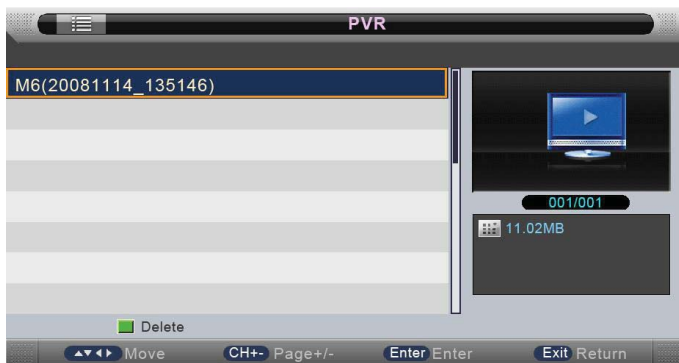 PVR
M6(20081114_135146)
001/001
11.02MB
Delete
Move CH+- Page+/- Enter Enter Exit Return